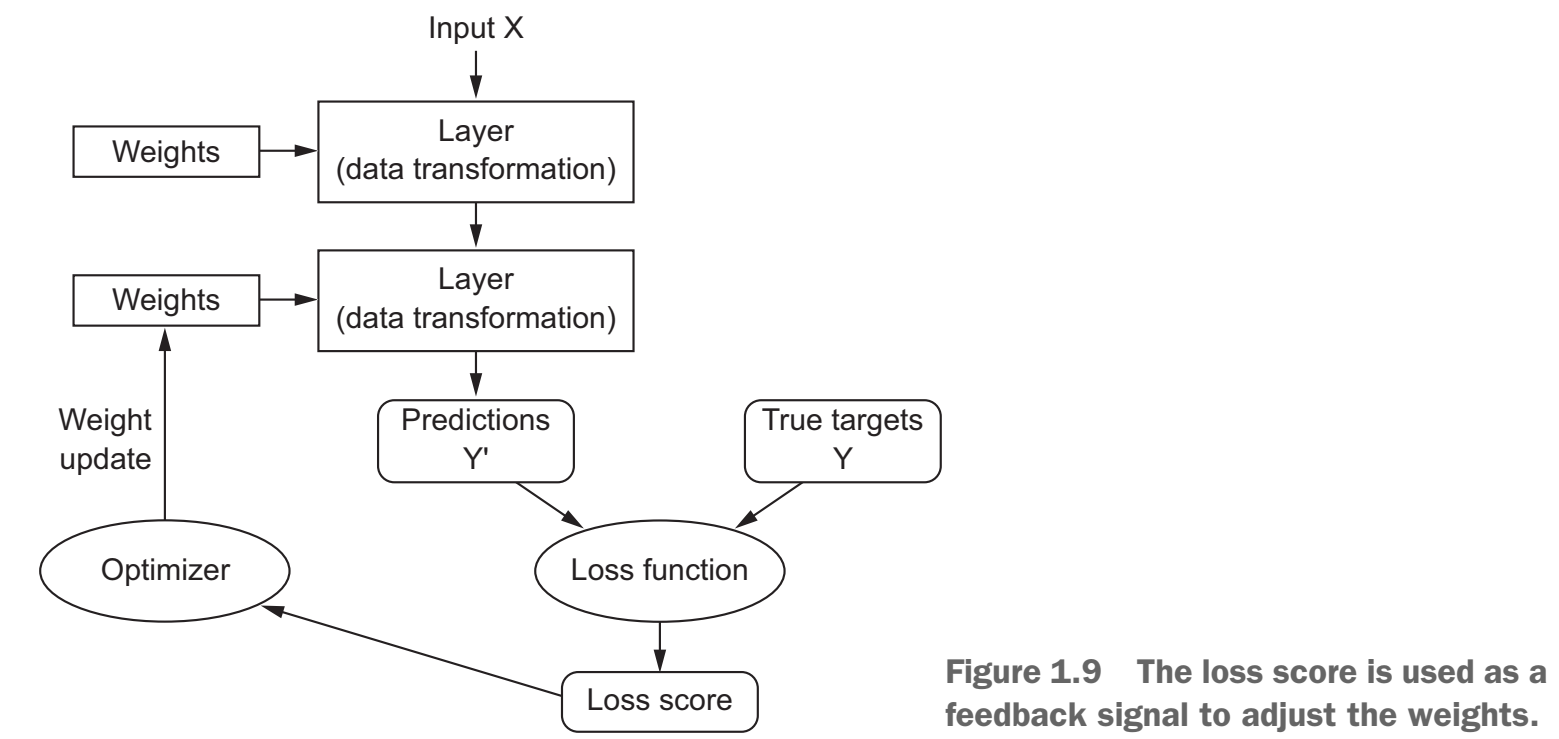 Input X
Weights
Layer
(data transformation)
Weights
Layer
(data transformation)
Weight
update
Predictions
Y'
True targets
Y
Optimizer
Loss function
Loss score
Figure 1.9 The loss score is used as a
feedback signal to adjust the weights.